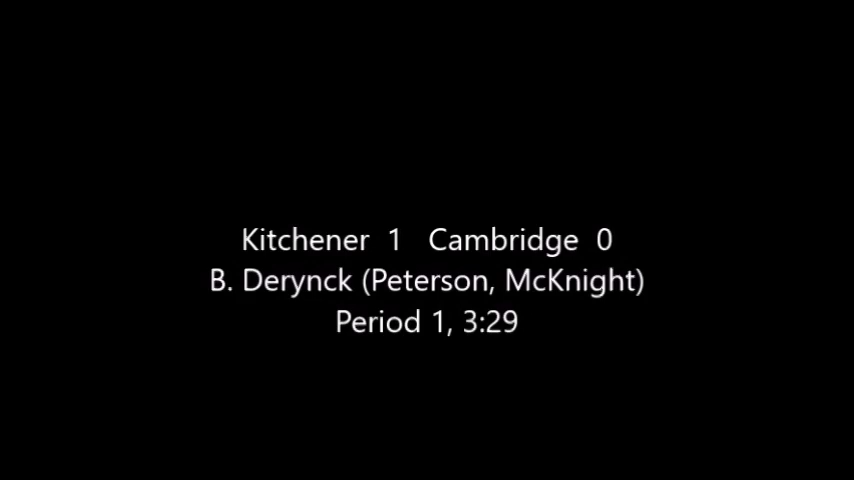 Kitchener 1 Cambridge 0
B. Derynck (Peterson, McKnight)
Period 1, 3:29